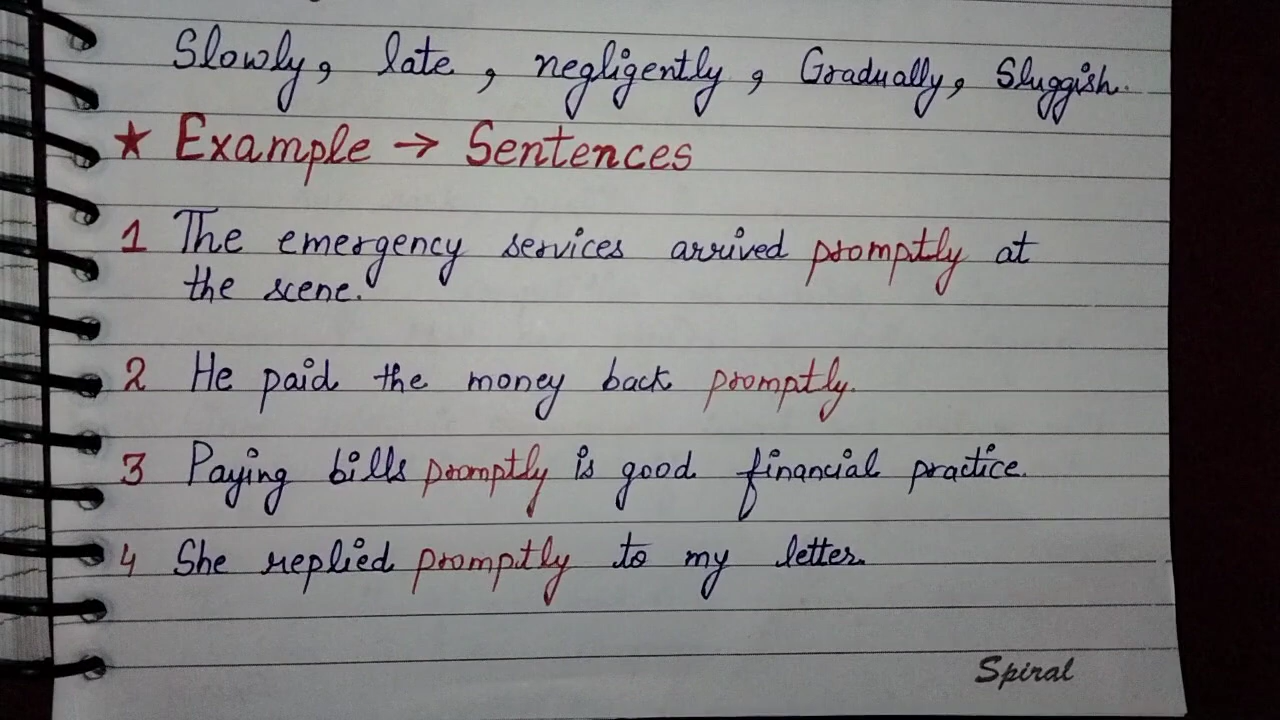 Slowly, late, negligently, Gradually, Sluggish.
★ Example → Sentences
1 The emergency services arrived promptly at
the scene.
2 He paid the money back promptly.
3 Paying bills promptly is good financial practice.
4 She replied promptly to my letter.
Spiral